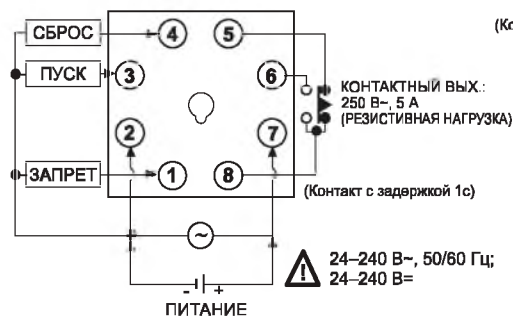 СБРОС
4
5
(Ко
ПУСК
3
6
КОНТАКТНЫЙ ВЫХ.:
250 В~, 5 А
(РЕЗИСТИВНАЯ НАГРУЗКА)
2
7
ЗАПРЕТ
1
8
(Контакт с задержкой 1с)
~
24–240 В~, 50/60 Гц;
24–240 В=
- +
ПИТАНИЕ